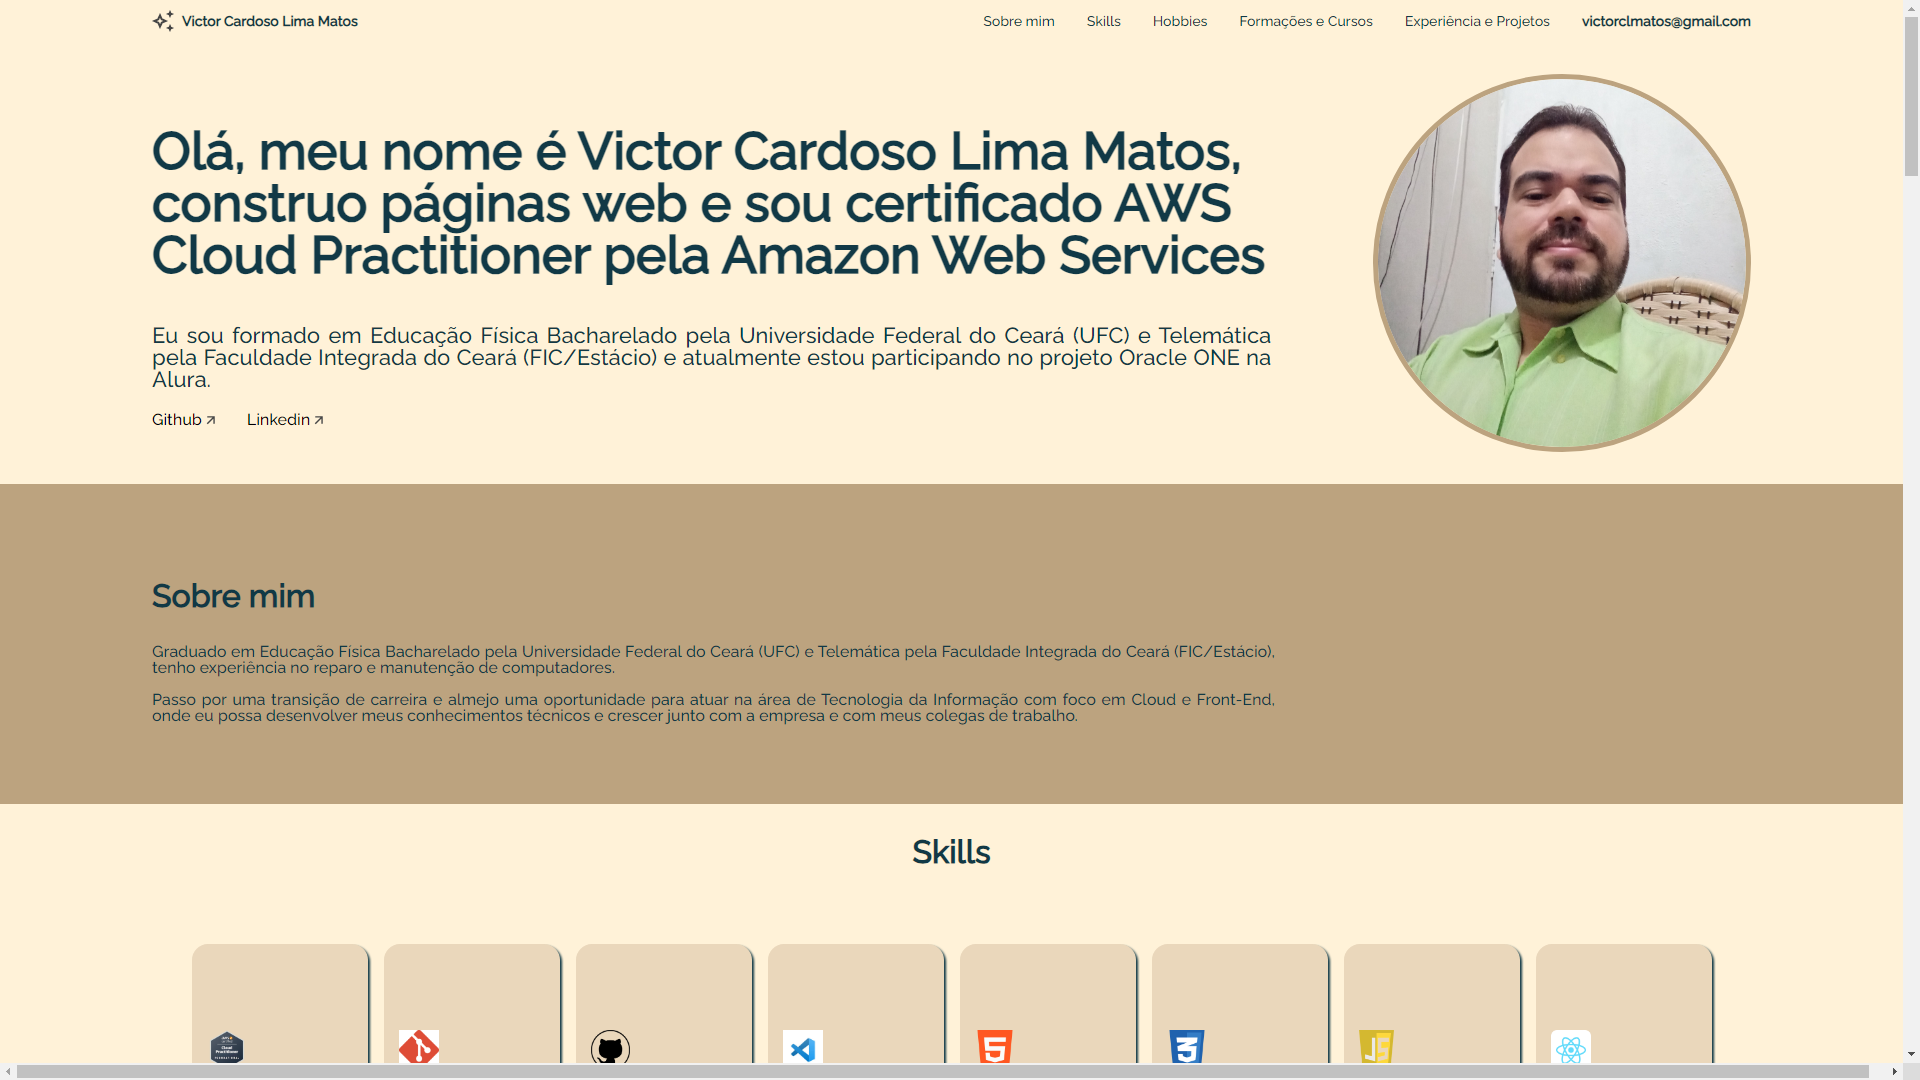 Victor Cardoso Lima Matos
Sobre mim
Skills
Hobbies
Formações e Cursos
Experiência e Projetos
victorclmatos@gmail.com
Olá, meu nome é Victor Cardoso Lima Matos,
construo páginas web e sou certificado AWS
Cloud Practitioner pela Amazon Web Services
Eu sou formado em Educação Física Bacharelado pela Universidade Federal do Ceará (UFC) e Telemática
pela Faculdade Integrada do Ceará (FIC/Estácio) e atualmente estou participando no projeto Oracle ONE na
Alura.
Github
Linkedin
Sobre mim
Graduado em Educação Física Bacharelado pela Universidade Federal do Ceará (UFC) e Telemática pela Faculdade Integrada do Ceará (FIC/Estácio),
tenho experiência no reparo e manutenção de computadores.
Passo por uma transição de carreira e almejo uma oportunidade para atuar na área de Tecnologia da Informação com foco em Cloud e Front-End,
onde eu possa desenvolver meus conhecimentos técnicos e crescer junto com a empresa e com meus colegas de trabalho.
Skills
Cloud
Practitioner
5
3
JS